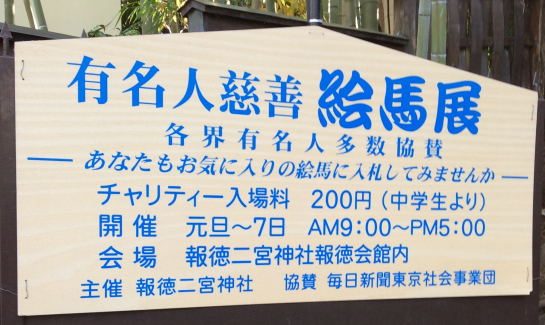 有名人慈善絵馬展
各界有名人多数協賛
あなたもお気に入りの絵馬に入札してみませんか
チャリティー入場料 200円（中学生より）
開催 元旦～7日 AM9:00～PM5:00
会場 報徳二宮神社報徳会館内
主催 報徳二宮神社 協賛 毎日新聞東京社会事業団